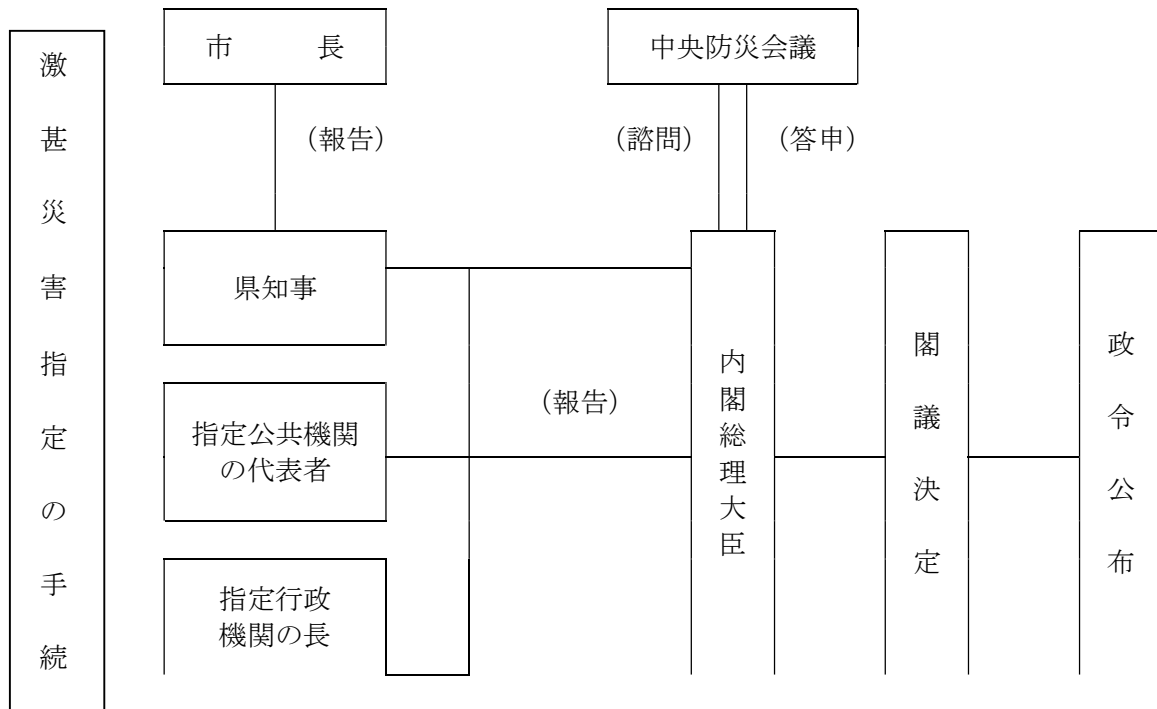 激甚災害指定の手続
市　　　長
中央防災会議
（報告）
（諮問）
（答申）
県知事
指定公共機関
の代表者
指定行政
機関の長
（報告）
内閣総理大臣
閣議決定
政令公布